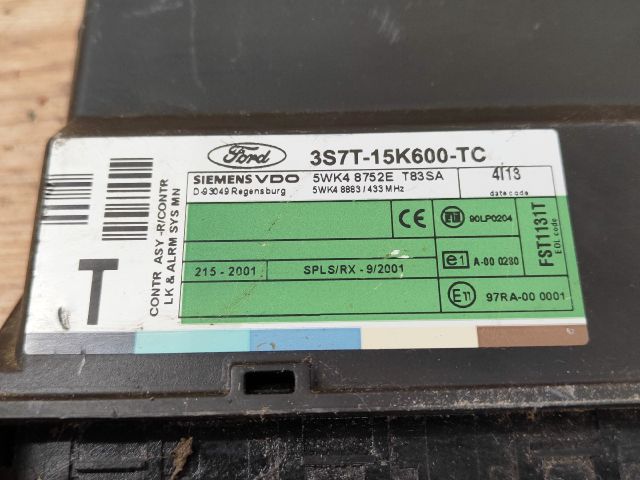 Ford 3S7T-15K600-TC
SIEMENS VDO 5WK4 8752E T83SA 4I13
D-93049 Regensburg 5WK4 8883 / 433 MHz date code
CE 90LP0204
215 - 2001 SPLS/RX - 9/2001 e1 A-00 0280
E11 97RA-00 0001
FST1131T
EOL code
CONTR ASY -R/CONTR
LK & ALRM SYS MN
T